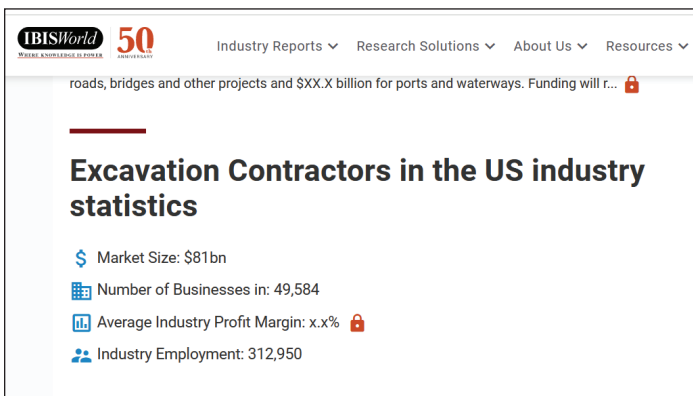 IBISWorld
WHERE KNOWLEDGE IS POWER
50th
ANNIVERSARY
Industry Reports
Research Solutions
About Us
Resources
roads, bridges and other projects and $XX.X billion for ports and waterways. Funding will r...
Excavation Contractors in the US industry
statistics
Market Size: $81bn
Number of Businesses in: 49,584
Average Industry Profit Margin: x.x%
Industry Employment: 312,950